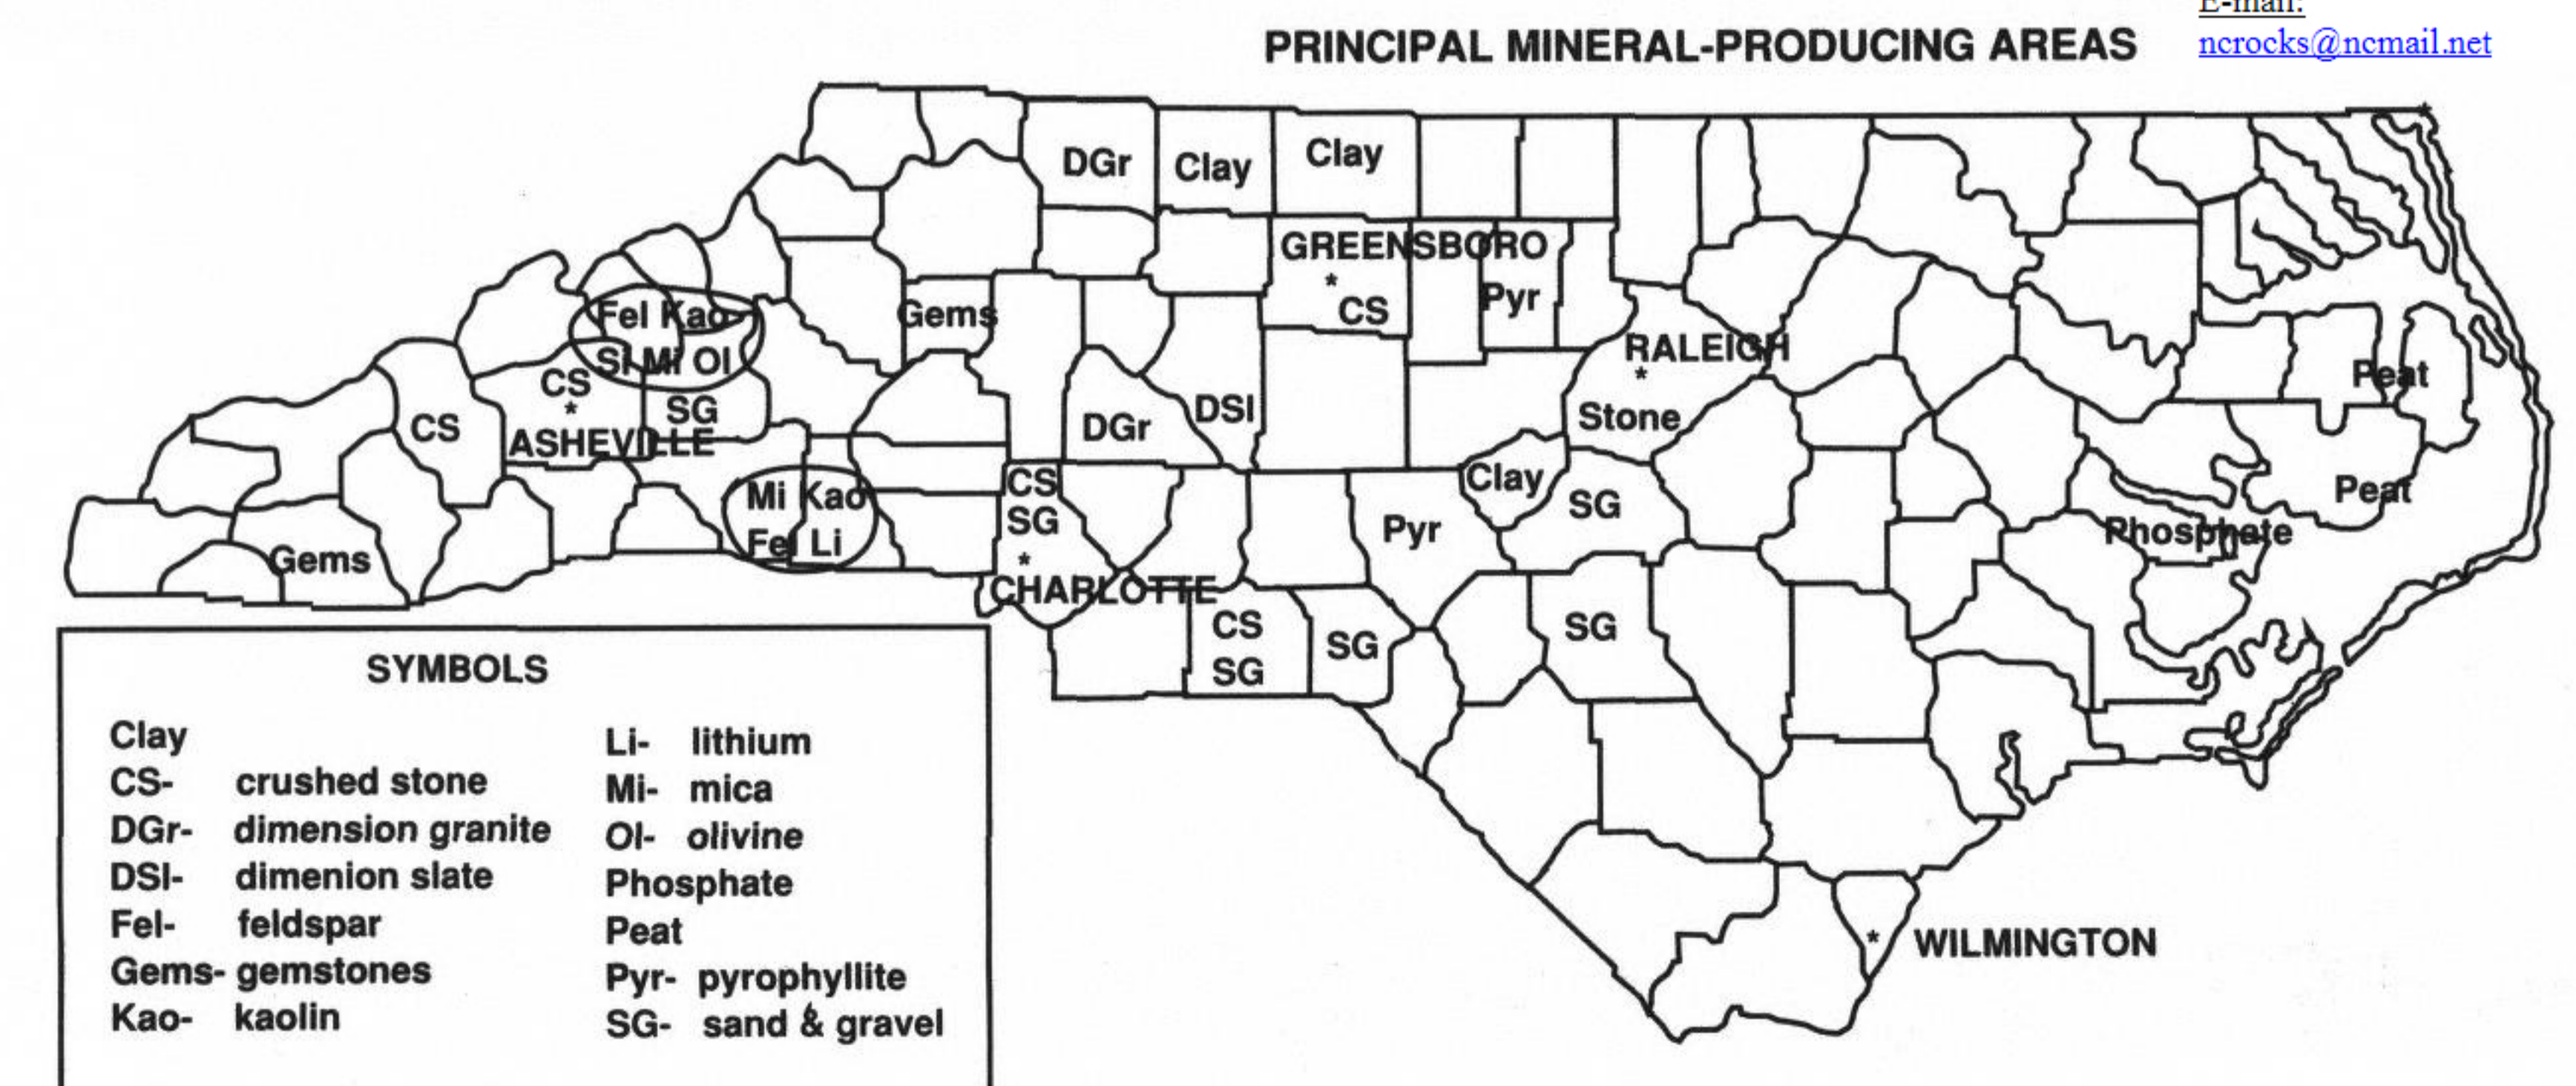 E-mail:
PRINCIPAL MINERAL-PRODUCING AREAS
ncrocks@ncmail.net
DGr
Clay
Clay
GREENSBORO
*
CS
Pyr
Gems
Fel Kao
Sl Mi Ol
RALEIGH
*
Stone
Peat
CS
*
ASHEVILLE
SG
CS
DGr
DSl
Clay
SG
Peat
Mi Kao
Fel Li
CS
SG
*
CHARLOTTE
Pyr
Phosphate
Gems
CS
SG
SG
SG
* WILMINGTON
SYMBOLS
Clay
CS- crushed stone
DGr- dimension granite
DSl- dimenion slate
Fel- feldspar
Gems- gemstones
Kao- kaolin
Li- lithium
Mi- mica
Ol- olivine
Phosphate
Peat
Pyr- pyrophyllite
SG- sand & gravel